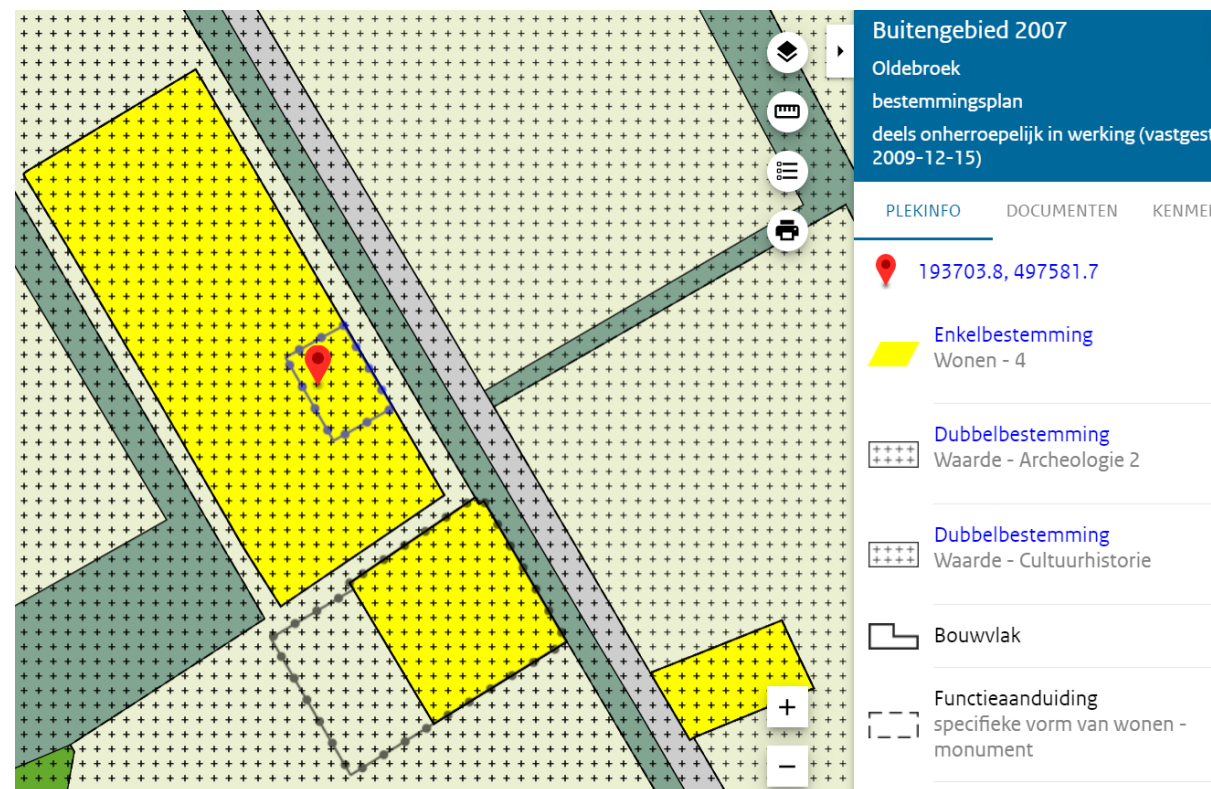 Buitengebied 2007
Oldebroek
bestemmingsplan
deels onherroepelijk in werking (vastgest
2009-12-15)
PLEKINFO DOCUMENTEN KENMER
193703.8, 497581.7
Enkelbestemming
Wonen - 4
Dubbelbestemming
Waarde - Archeologie 2
Dubbelbestemming
Waarde - Cultuurhistorie
Bouwvlak
Functieaanduiding
specifieke vorm van wonen -
monument
+
−